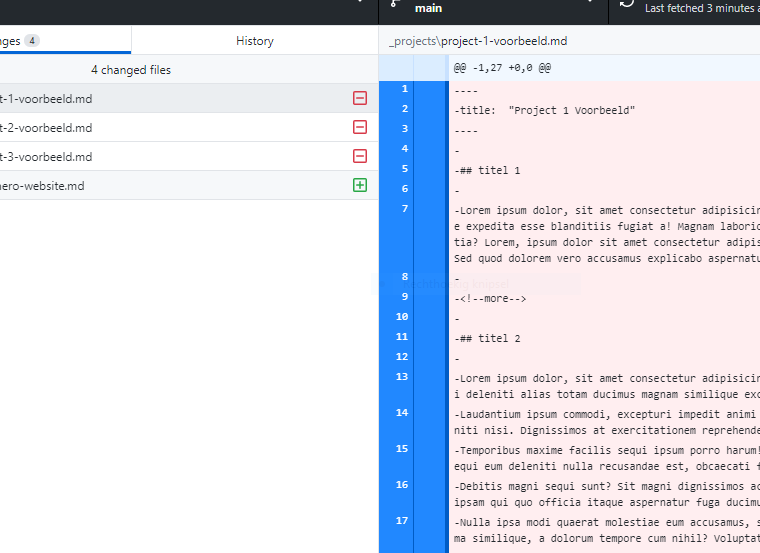 main
Last fetched 3 minutes a
nges 4
History
4 changed files
t-1-voorbeeld.md
t-2-voorbeeld.md
t-3-voorbeeld.md
ero-website.md
_projects\project-1-voorbeeld.md
@@ -1,27 +0,0 @@
1 ----
2 -title:  "Project 1 Voorbeeld"
3 ----
4 -
5 -## titel 1
6 -
7 -Lorem ipsum dolor, sit amet consectetur adipisicin
e expedita esse blanditiis fugiat a! Magnam laboric
tia? Lorem, ipsum dolor sit amet consectetur adipis
Sed quod dolorem vero accusamus explicabo aspernatu
8 -
Rechthoekig knipsel
9 -<!--more-->
10 -
11 -## titel 2
12 -
13 -Lorem ipsum dolor, sit amet consectetur adipisicin
i deleniti alias totam ducimus magnam similique exc
14 -Laudantium ipsum commodi, excepturi impedit animi
niti nisi. Dignissimos at exercitationem reprehende
15 -Temporibus maxime facilis sequi ipsum porro harum!
equi eum deleniti nulla recusandae est, obcaecati f
16 -Debitis magni sequi sunt? Sit magni dignissimos ac
ipsam qui quo officia itaque aspernatur fuga ducimu
17 -Nulla ipsa modi quaerat molestiae eum accusamus, s
ma similique, a dolorum tempore cum nihil? Voluptat